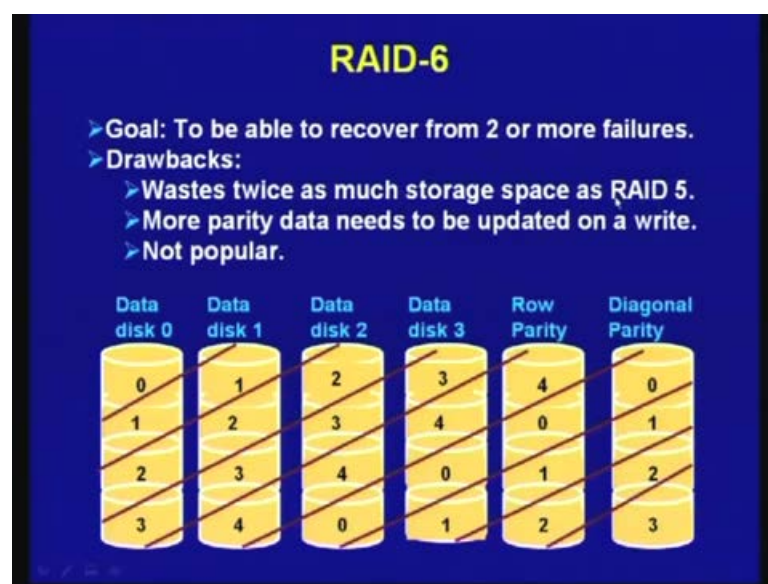 RAID-6
➢Goal: To be able to recover from 2 or more failures.
➢Drawbacks:
➢Wastes twice as much storage space as RAID 5.
➢More parity data needs to be updated on a write.
➢Not popular.
Data disk 0 Data disk 1 Data disk 2 Data disk 3 Row Parity Diagonal Parity
0 1 2 3 4 0
1 2 3 4 0 1
2 3 4 0 1 2
3 4 0 1 2 3